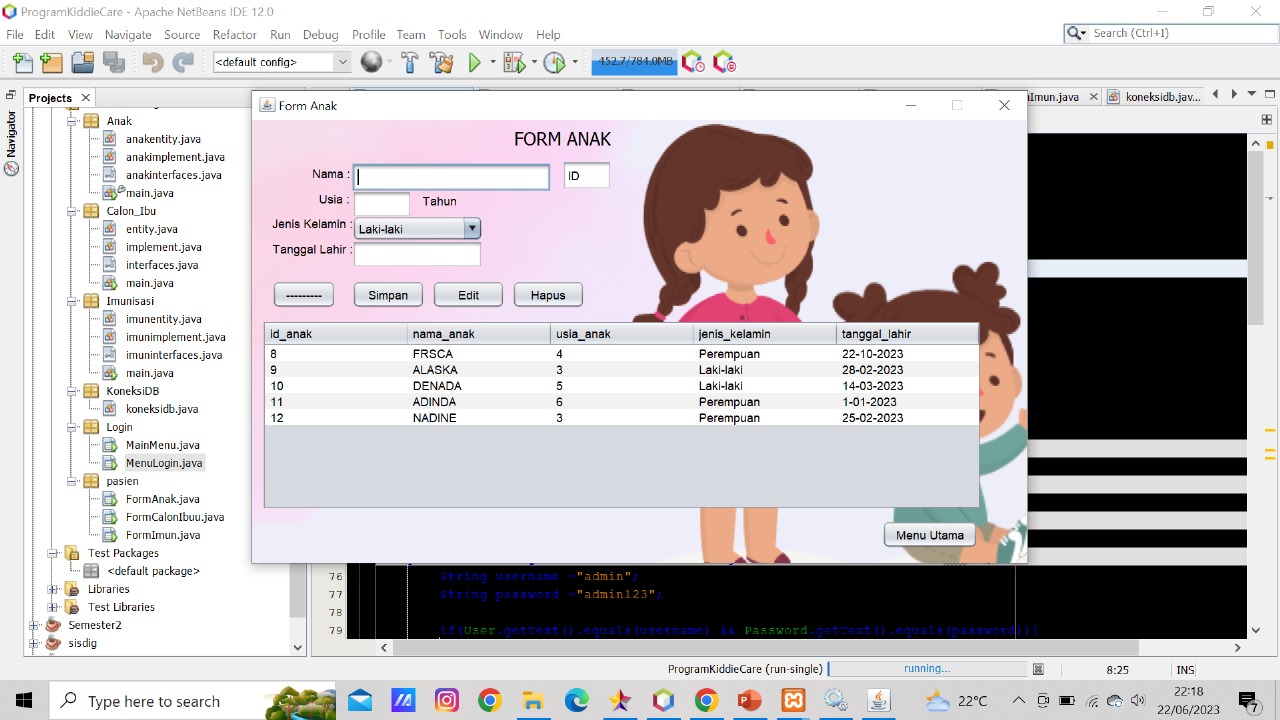 ProgramKiddieCare - Apache NetBeans IDE 12.0
File Edit View Navigate Source Refactor Run Debug Profile Team Tools Window Help
Search (Ctrl+I)
<default config>
452.7/784.0MB
Projects
Imun.java
koneksidb.jav...
Navigator
Anak
anakentity.java
anakimplement.java
anakinterfaces.java
main.java
Calon_Ibu
entity.java
implement.java
interfaces.java
main.java
Imunisasi
imunentity.java
imunimplement.java
imuninterfaces.java
main.java
KoneksiDB
koneksidb.java
Login
MainMenu.java
MenuLogin.java
pasien
FormAnak.java
FormCalonIbuu.java
FormImun.java
Test Packages
<default package>
Libraries
Test Libraries
Semester2
sisdig
Form Anak
FORM ANAK
Nama :
ID
Usia :
Tahun
Jenis Kelamin :
Laki-laki
Tanggal Lahir :
---------
Simpan
Edit
Hapus
id_anak nama_anak usia_anak jenis_kelamin tanggal_lahir
8 FRSCA 4 Perempuan 22-10-2023
9 ALASKA 3 Laki-laki 28-02-2023
10 DENADA 5 Laki-laki 14-03-2023
11 ADINDA 6 Perempuan 1-01-2023
12 NADINE 3 Perempuan 25-02-2023
Menu Utama
76 String username ="admin";
77 String password ="admin123";
78
79 if(User.getText().equals(username) && Password.getText().equals(password)){
ProgramKiddieCare (run-single)
running...
8:25
INS
Type here to search
22°C
22:18
22/06/2023
7